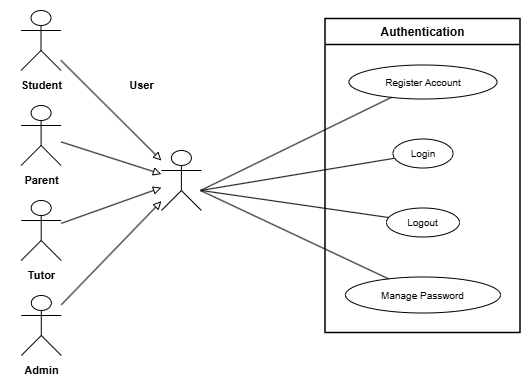 Authentication
Register Account
Student
User
Login
Parent
Logout
Tutor
Manage Password
Admin